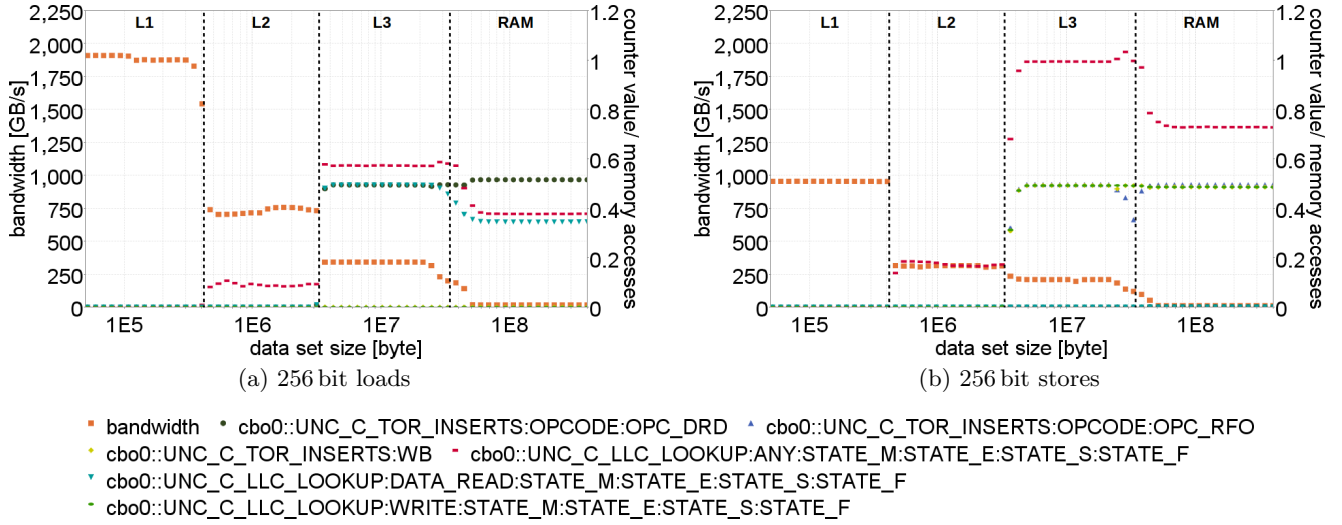 L1 L2 L3 RAM
2,250
2,000
1,750
1,500
1,250
1,000
750
500
250
0
bandwidth [GB/s]
1.2
1
0.8
0.6
0.4
0.2
0
counter value/ memory accesses
1E5 1E6 1E7 1E8
data set size [byte]
(a) 256 bit loads
L1 L2 L3 RAM
2,250
2,000
1,750
1,500
1,250
1,000
750
500
250
0
bandwidth [GB/s]
1.2
1
0.8
0.6
0.4
0.2
0
counter value/ memory accesses
1E5 1E6 1E7 1E8
data set size [byte]
(b) 256 bit stores
bandwidth cbo0::UNC_C_TOR_INSERTS:OPCODE:OPC_DRD cbo0::UNC_C_TOR_INSERTS:OPCODE:OPC_RFO
cbo0::UNC_C_TOR_INSERTS:WB cbo0::UNC_C_LLC_LOOKUP:ANY:STATE_M:STATE_E:STATE_S:STATE_F
cbo0::UNC_C_LLC_LOOKUP:DATA_READ:STATE_M:STATE_E:STATE_S:STATE_F
cbo0::UNC_C_LLC_LOOKUP:WRITE:STATE_M:STATE_E:STATE_S:STATE_F